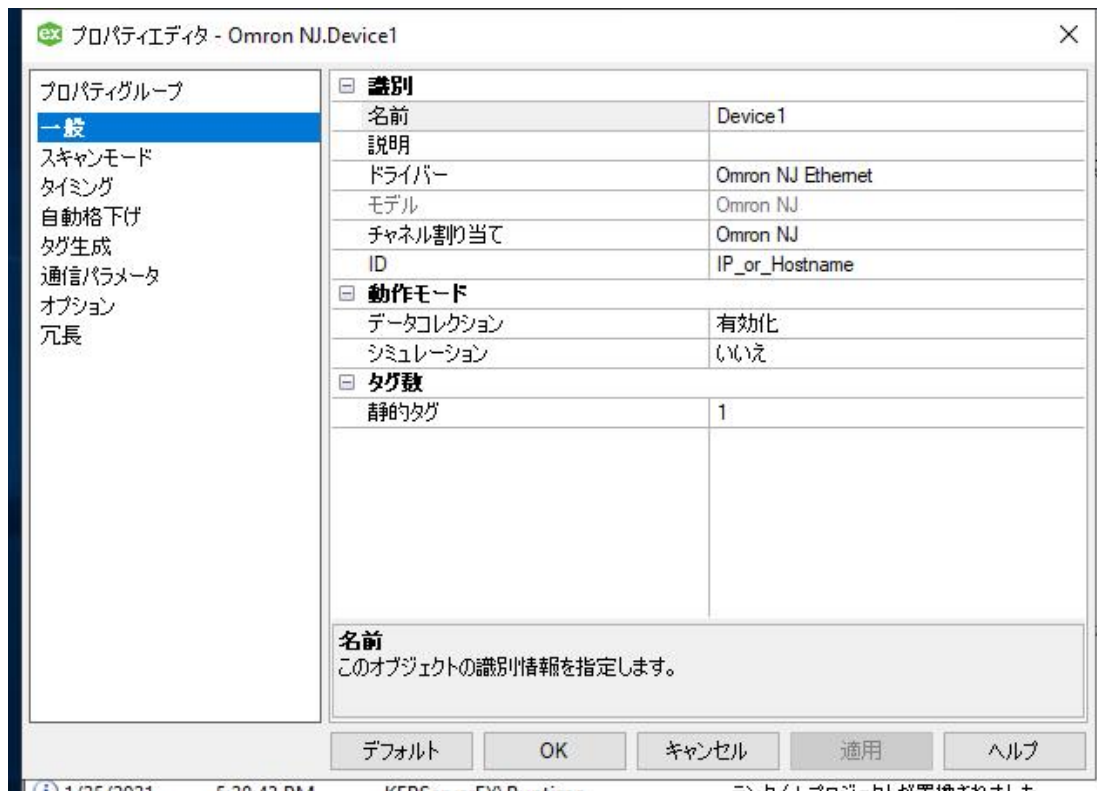 ex プロパティエディタ - Omron NJ.Device1
プロパティグループ
一般
スキャンモード
タイミング
自動格下げ
タグ生成
通信パラメータ
オプション
冗長
識別
名前 Device1
説明
ドライバー Omron NJ Ethernet
モデル Omron NJ
チャネル割り当て Omron NJ
ID IP_or_Hostname
動作モード
データコレクション 有効化
シミュレーション いいえ
タグ数
静的タグ 1
名前
このオブジェクトの識別情報を指定します。
デフォルト OK キャンセル 適用 ヘルプ